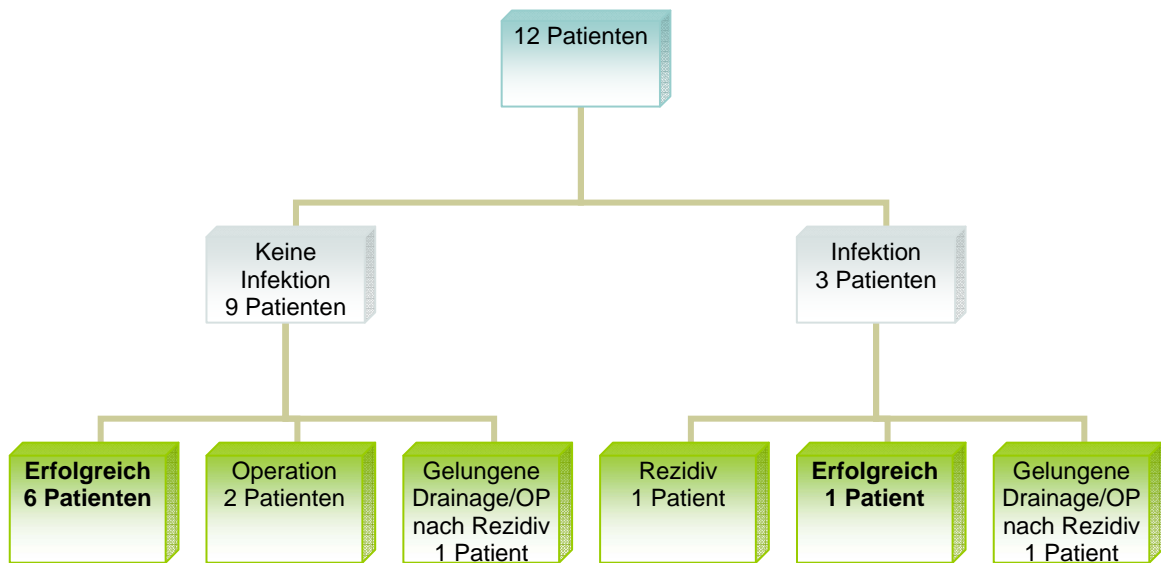 12 Patienten
Keine
Infektion
9 Patienten
Infektion
3 Patienten
Erfolgreich
6 Patienten
Operation
2 Patienten
Gelungene
Drainage/OP
nach Rezidiv
1 Patient
Rezidiv
1 Patient
Erfolgreich
1 Patient
Gelungene
Drainage/OP
nach Rezidiv
1 Patient